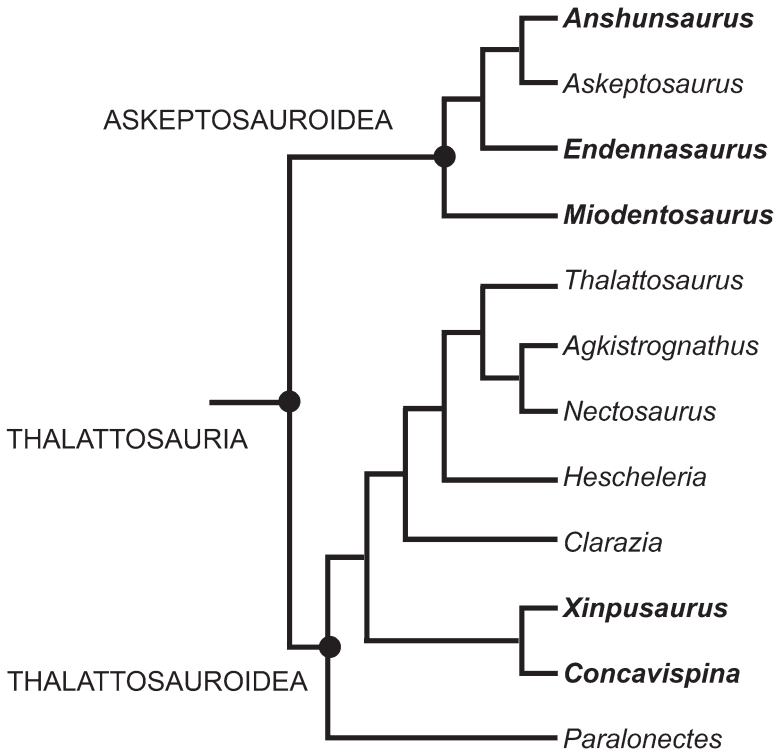 Anshunsaurus
Askeptosaurus
ASKEPTOSAUROIDEA
Endennasaurus
Miodentosaurus
Thalattosaurus
Agkistrognathus
Nectosaurus
THALATTOSAURIA
Hescheleria
Clarazia
Xinpusaurus
Concavispina
THALATTOSAUROIDEA
Paralonectes